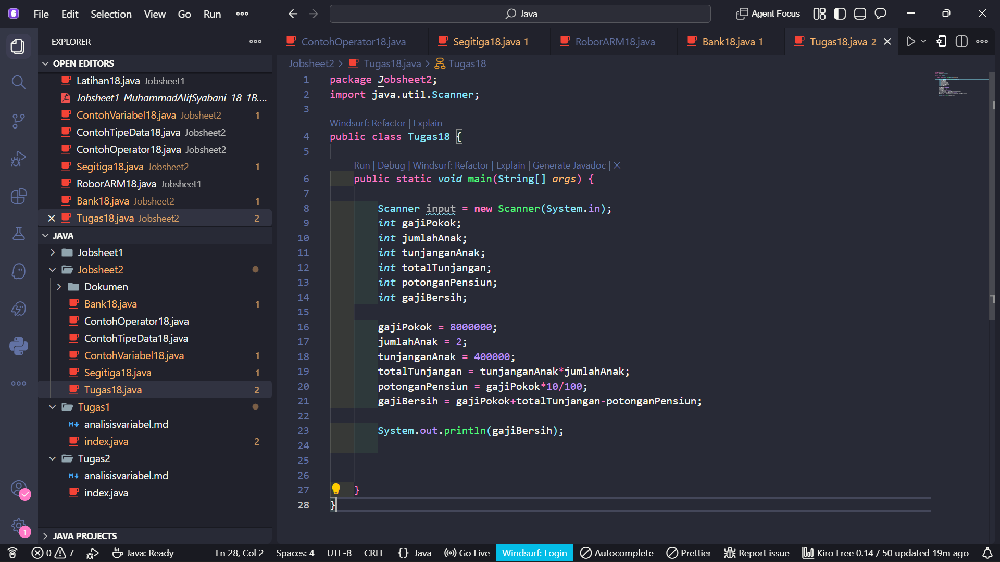 File Edit Selection View Go Run
Java
Agent Focus
EXPLORER
OPEN EDITORS
Latihan18.java Jobsheet1
Jobsheet1_MuhammadAlifSyabani_18_1B....
ContohVariabel18.java Jobsheet2 1
ContohTipeData18.java Jobsheet2
ContohOperator18.java Jobsheet2
Segitiga18.java Jobsheet2 1
RoborARM18.java Jobsheet1
Bank18.java Jobsheet2 1
Tugas18.java Jobsheet2 2
JAVA
Jobsheet1
Jobsheet2
Dokumen
Bank18.java 1
ContohOperator18.java
ContohTipeData18.java
ContohVariabel18.java 1
Segitiga18.java 1
Tugas18.java 2
Tugas1
analisisvariabel.md
index.java 2
Tugas2
analisisvariabel.md
index.java
JAVA PROJECTS
ContohOperator18.java Segitiga18.java 1 RoborARM18.java Bank18.java 1 Tugas18.java 2
Jobsheet2 > Tugas18.java > Tugas18
1 package Jobsheet2;
2 import java.util.Scanner;
3
Windsurf: Refactor | Explain
4 public class Tugas18 {
5
Run | Debug | Windsurf: Refactor | Explain | Generate Javadoc | X
6 public static void main(String[] args) {
7
8 Scanner input = new Scanner(System.in);
9 int gajiPokok;
10 int jumlahAnak;
11 int tunjanganAnak;
12 int totalTunjangan;
13 int potonganPensiun;
14 int gajiBersih;
15
16 gajiPokok = 8000000;
17 jumlahAnak = 2;
18 tunjanganAnak = 400000;
19 totalTunjangan = tunjanganAnak*jumlahAnak;
20 potonganPensiun = gajiPokok*10/100;
21 gajiBersih = gajiPokok+totalTunjangan-potonganPensiun;
22
23 System.out.println(gajiBersih);
24
25
26
27 }
28 }
1
0 7 Java: Ready Ln 28, Col 2 Spaces: 4 UTF-8 CRLF {} Java Go Live Windsurf: Login Autocomplete Prettier Report issue Kiro Free 0.14 / 50 updated 19m ago